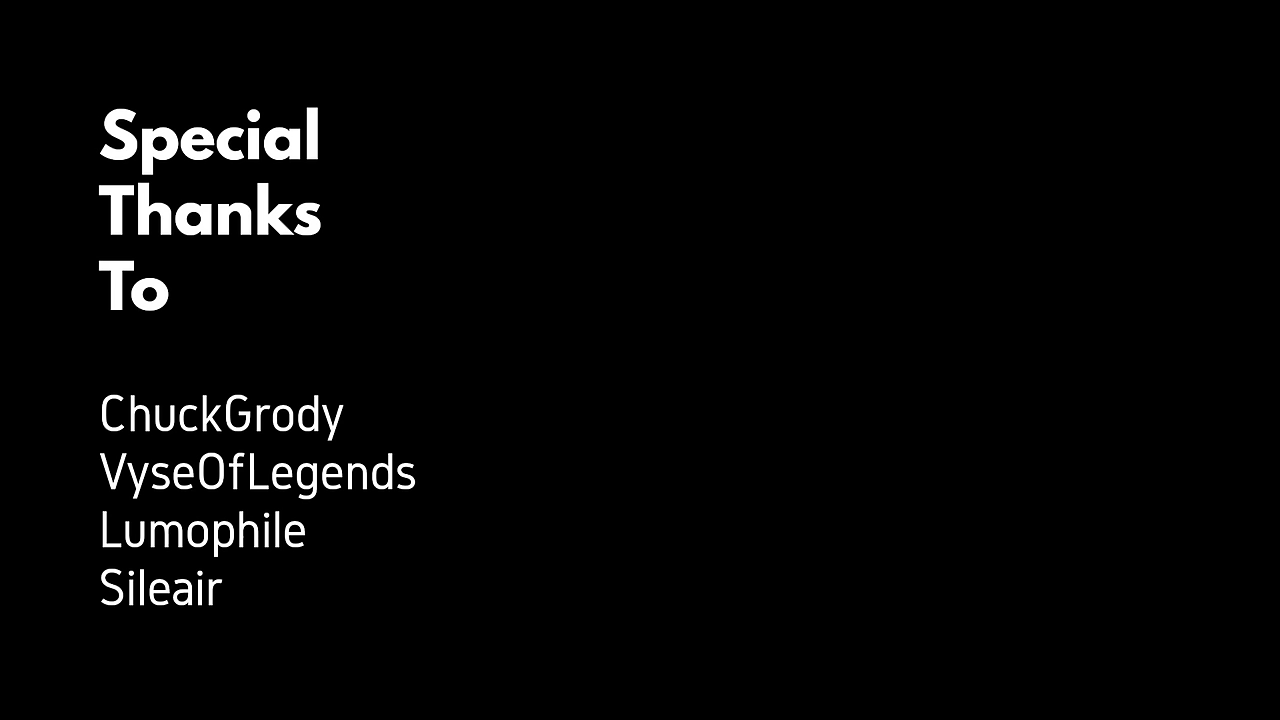 Special
Thanks
To
ChuckGrody
VyseOfLegends
Lumophile
Sileair